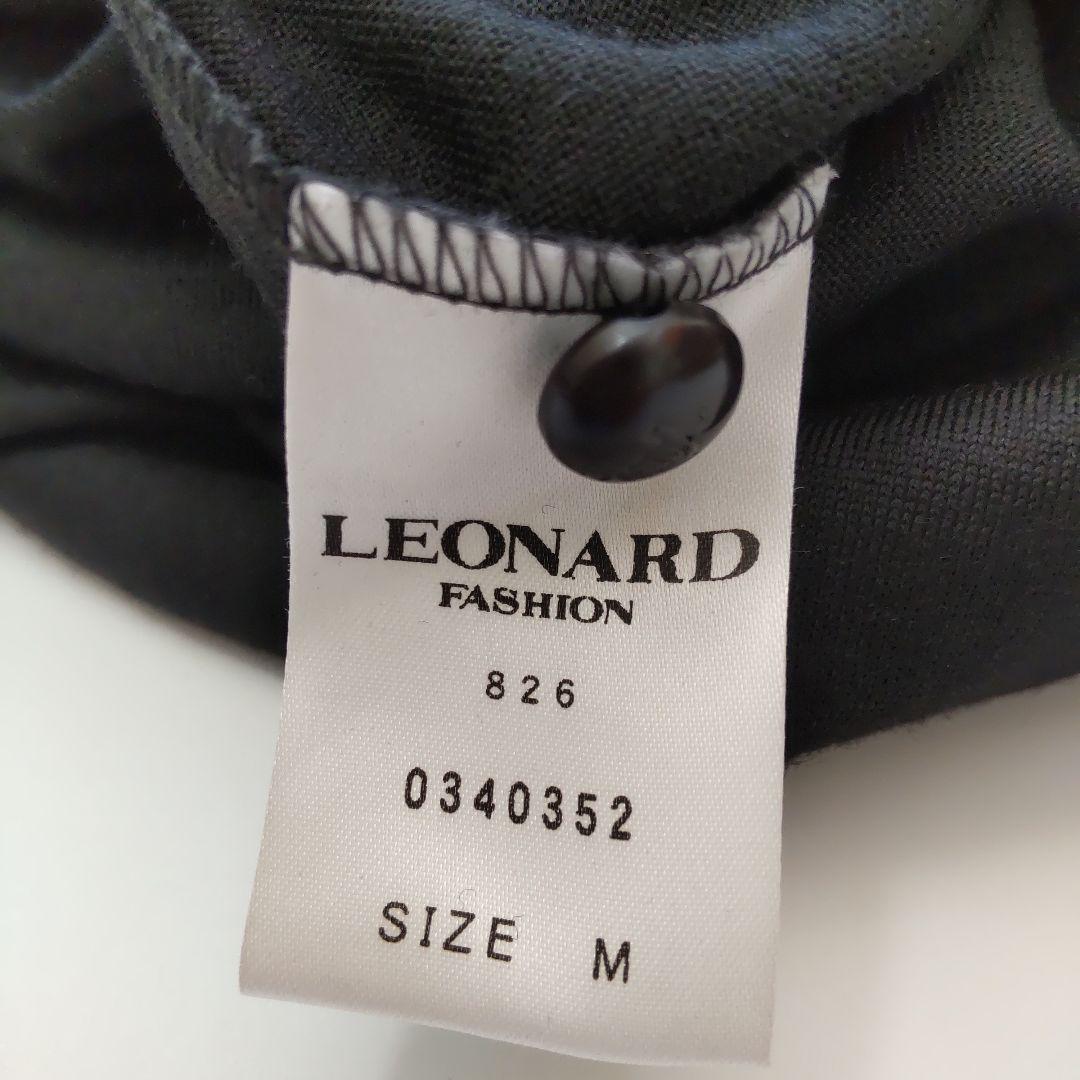 LEONARD
FASHION
826
0340352
SIZE M